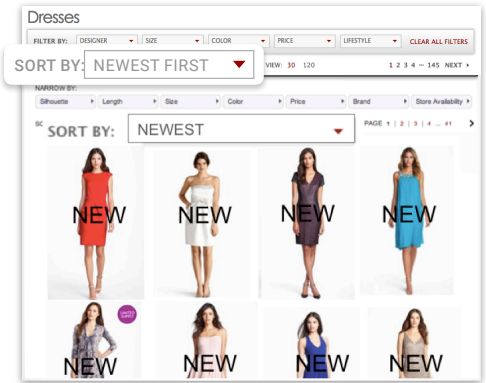 Dresses
FILTER BY: DESIGNER SIZE COLOR PRICE LIFESTYLE CLEAR ALL FILTERS
SORT BY: NEWEST FIRST
VIEW: 30 120
1 2 3 4 ... 145 NEXT
NARROW BY:
Silhouette Length Size Color Price Brand Store Availability
SORT BY: NEWEST
PAGE 1 | 2 | 3 | 4 ... 41
NEW NEW NEW NEW
NEW NEW NEW NEW